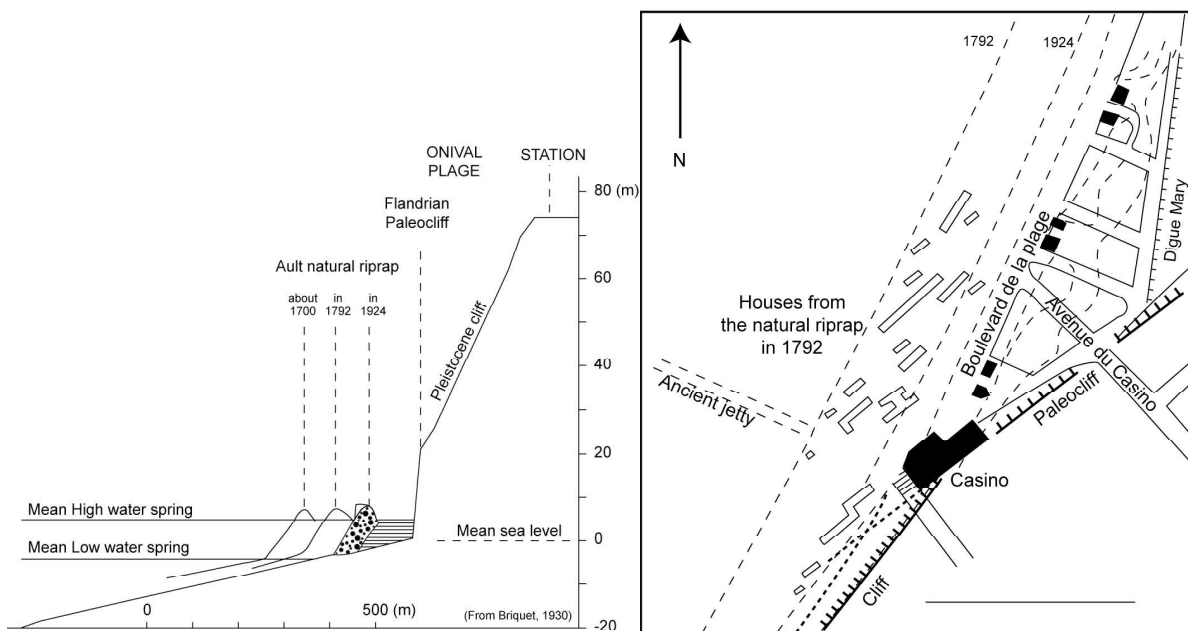 ONIVAL
PLAGE
STATION
80 (m)
Flandrian
Paleocliff
Ault natural riprap
60
about
1700
in
1792
in
1924
40
Pleistocene cliff
20
Mean High water spring
Mean sea level
0
Mean Low water spring
0
500 (m)
(From Briquet, 1930)
-20
1792
1924
N
Digue Mary
Boulevard de la plage
Houses from
the natural riprap
in 1792
Avenue du Casino
Ancient jetty
Paleocliff
Casino
Cliff